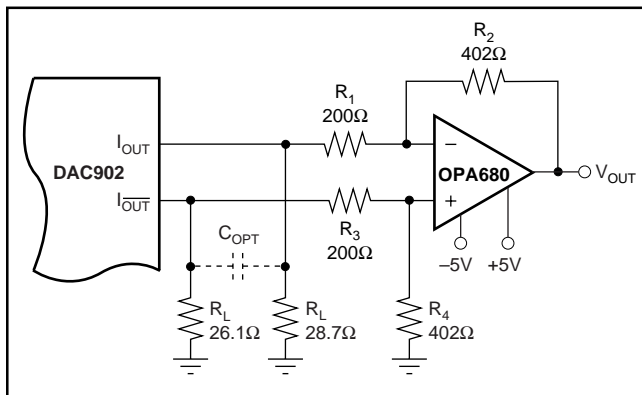 R2
402Ω
R1
200Ω
IOUT
DAC902
–
OPA680
VOUT
I̅O̅U̅T̅
+
R3
200Ω
COPT
–5V +5V
RL
26.1Ω
RL
28.7Ω
R4
402Ω